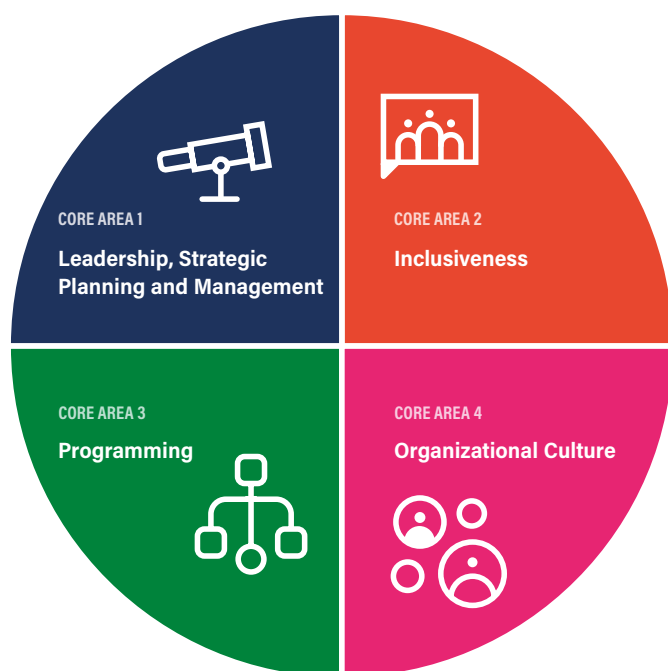 CORE AREA 1
Leadership, Strategic
Planning and Management
CORE AREA 2
Inclusiveness
CORE AREA 3
Programming
CORE AREA 4
Organizational Culture